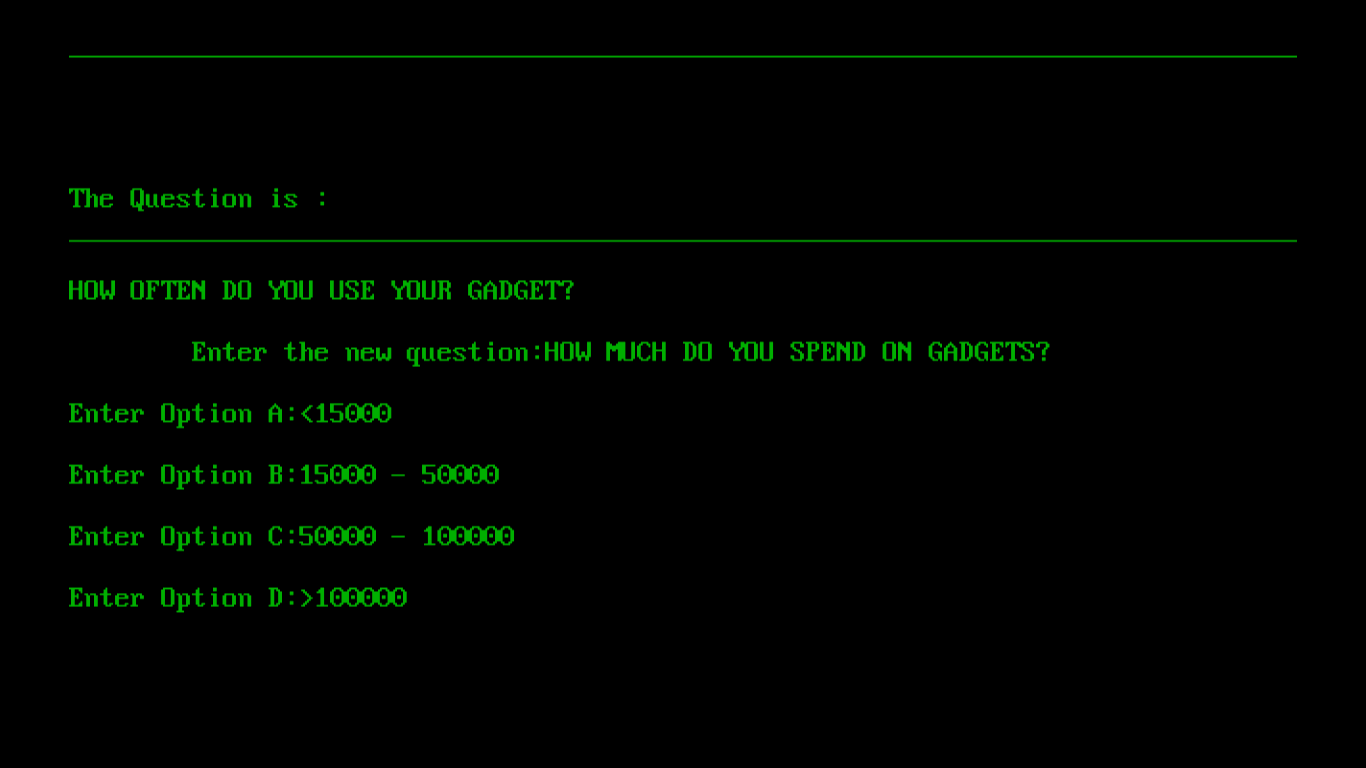 The Question is :
HOW OFTEN DO YOU USE YOUR GADGET?
Enter the new question:HOW MUCH DO YOU SPEND ON GADGETS?
Enter Option A:<15000
Enter Option B:15000 - 50000
Enter Option C:50000 - 100000
Enter Option D:>100000